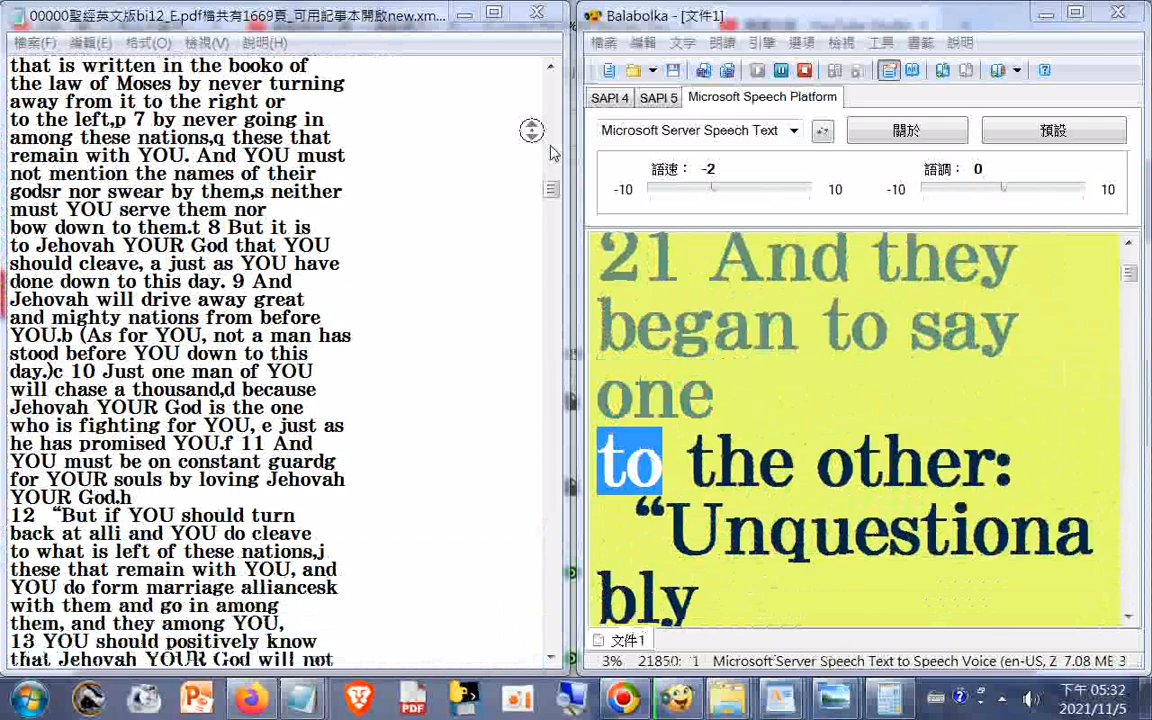 00000聖經英文版bi12_E.pdf檔共有1669頁_可用記事本開啟new.xm...
檔案(F) 編輯(E) 格式(O) 檢視(V) 說明(H)
that is written in the booko of
the law of Moses by never turning
away from it to the right or
to the left,p 7 by never going in
among these nations,q these that
remain with YOU. And YOU must
not mention the names of their
godsr nor swear by them,s neither
must YOU serve them nor
bow down to them.t 8 But it is
to Jehovah YOUR God that YOU
should cleave, a just as YOU have
done down to this day. 9 And
Jehovah will drive away great
and mighty nations from before
YOU.b (As for YOU, not a man has
stood before YOU down to this
day.)c 10 Just one man of YOU
will chase a thousand,d because
Jehovah YOUR God is the one
who is fighting for YOU, e just as
he has promised YOU.f 11 And
YOU must be on constant guardg
for YOUR souls by loving Jehovah
YOUR God.h
12 “But if YOU should turn
back at alli and YOU do cleave
to what is left of these nations,j
these that remain with YOU, and
YOU do form marriage alliancesk
with them and go in among
them, and they among YOU,
13 YOU should positively know
that Jehovah YOUR God will not
Balabolka - [文件1]
檔案 編輯 文字 朗讀 引擎 選項 檢視 工具 書籤 說明
SAPI 4 SAPI 5 Microsoft Speech Platform
Microsoft Server Speech Text 關於 預設
語速： -2 語調： 0
-10 10 -10 10
21 And they
began to say
one
to the other:
“Unquestiona
bly
文件1
3% 21850: 1 Microsoft Server Speech Text to Speech Voice (en-US, Z 7.08 MB 3
PDF
下午 05:32
2021/11/5